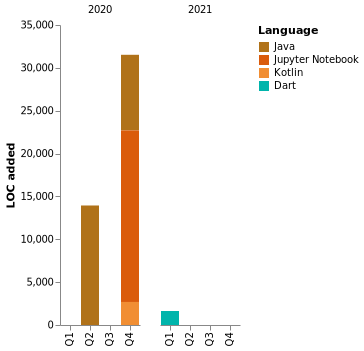 2020
2021
LOC added
35,000
30,000
25,000
20,000
15,000
10,000
5,000
0
Q1
Q2
Q3
Q4
Q1
Q2
Q3
Q4
Language
Java
Jupyter Notebook
Kotlin
Dart